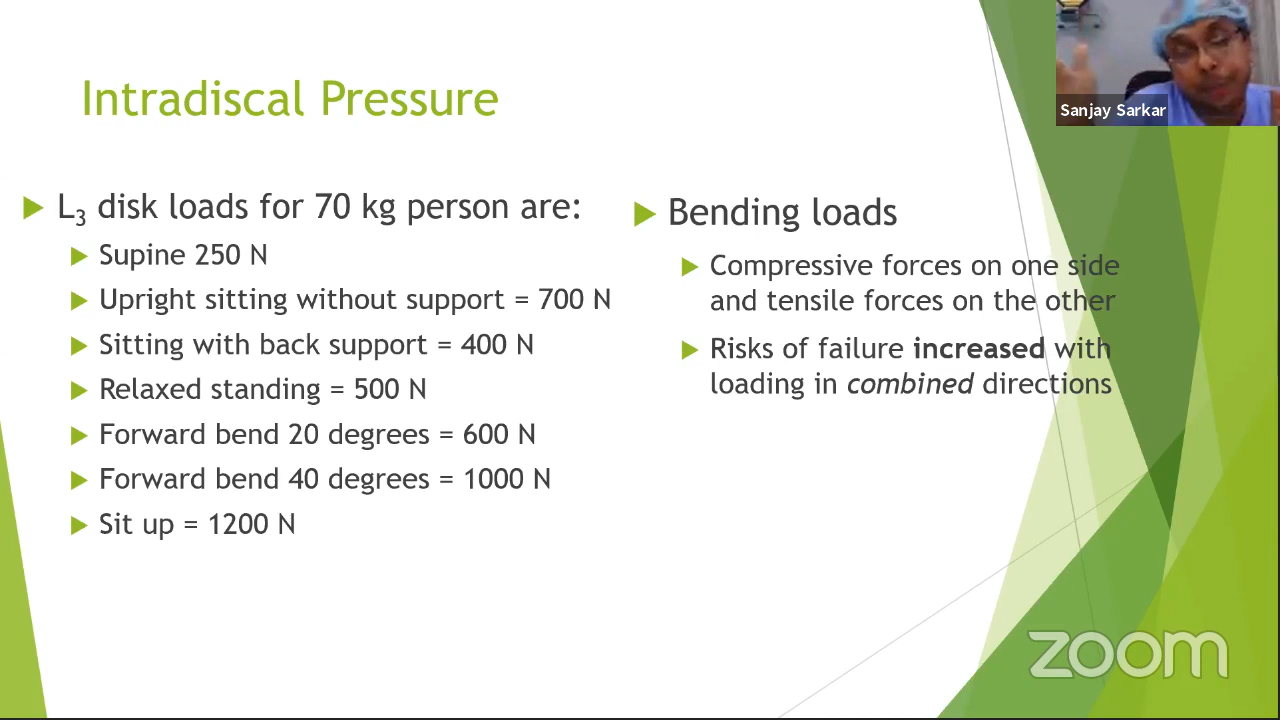 Sanjay Sarkar
Intradiscal Pressure
L3 disk loads for 70 kg person are:
Supine 250 N
Upright sitting without support = 700 N
Sitting with back support = 400 N
Relaxed standing = 500 N
Forward bend 20 degrees = 600 N
Forward bend 40 degrees = 1000 N
Sit up = 1200 N
Bending loads
Compressive forces on one side
and tensile forces on the other
Risks of failure increased with
loading in combined directions
zoom